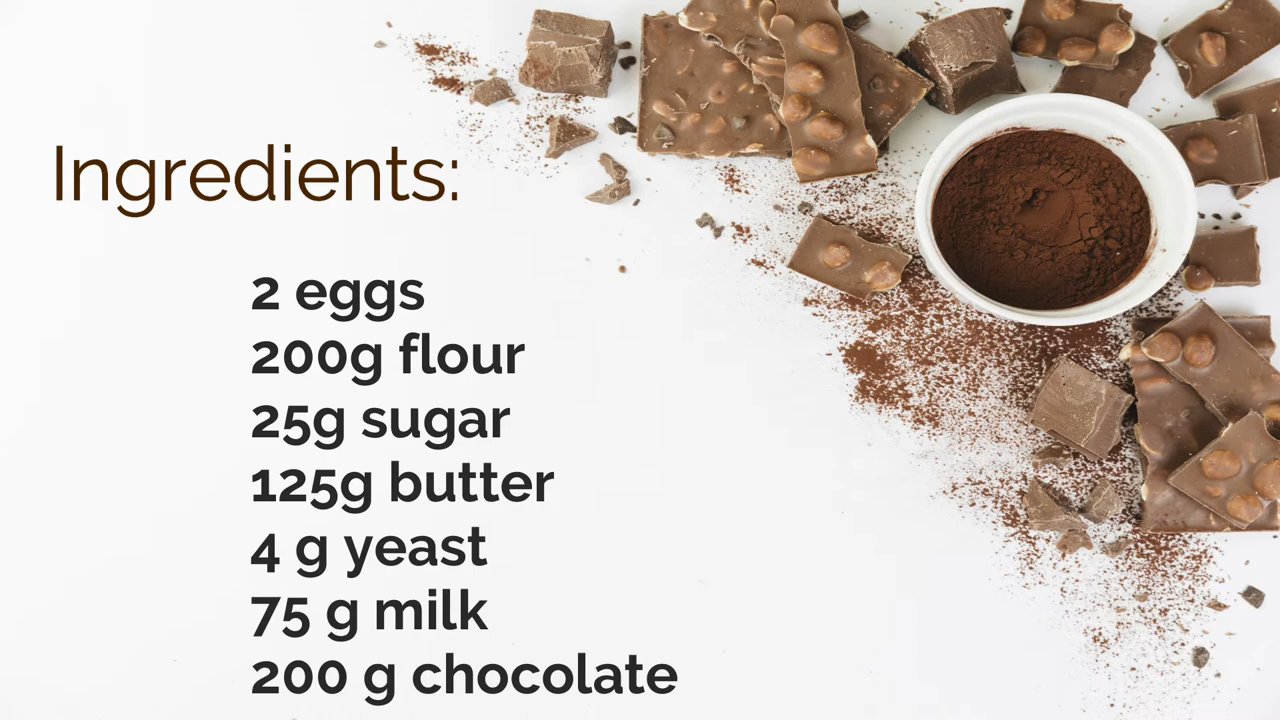 Ingredients:
2 eggs
200g flour
25g sugar
125g butter
4 g yeast
75 g milk
200 g chocolate